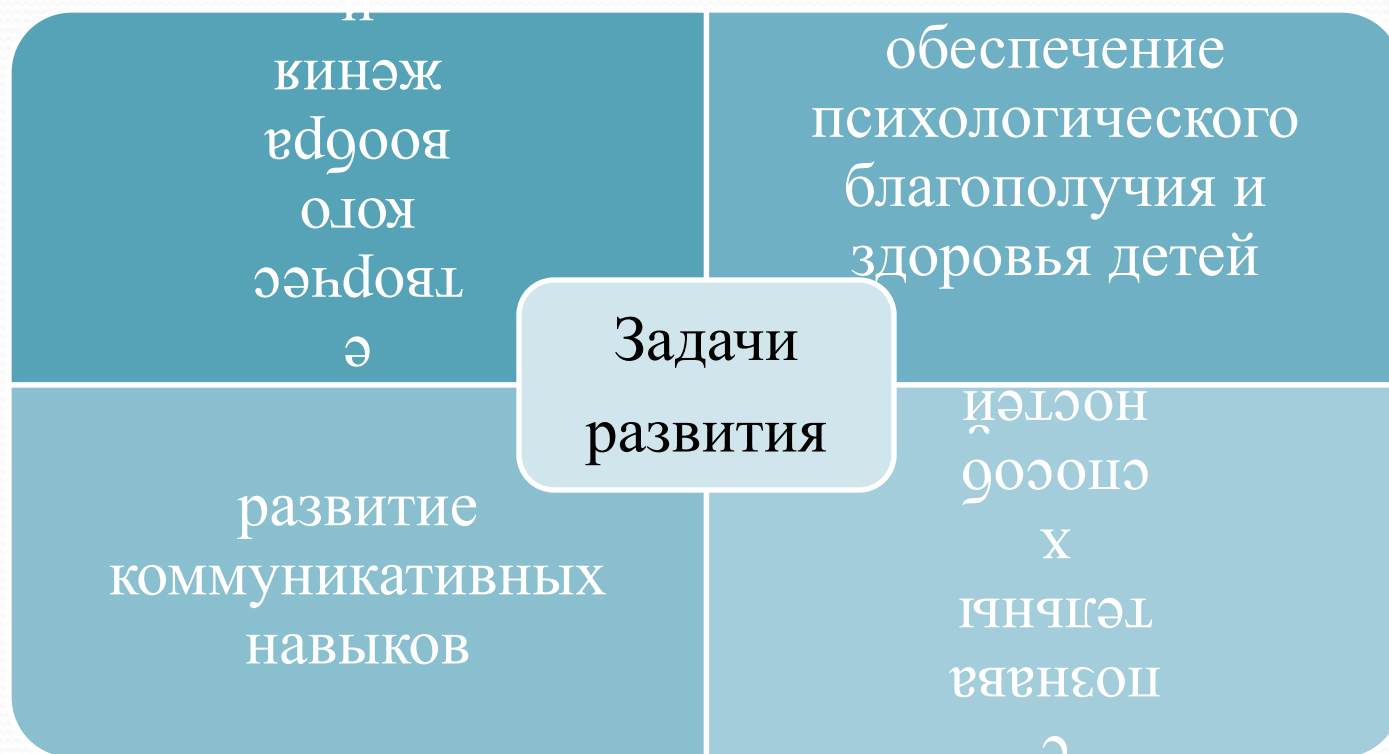 е
творчес
кого
вообра
жения
обеспечение
психологического
благополучия и
здоровья детей
Задачи
развития
развитие
коммуникативных
навыков
познава
тельны
х
способ
ностей